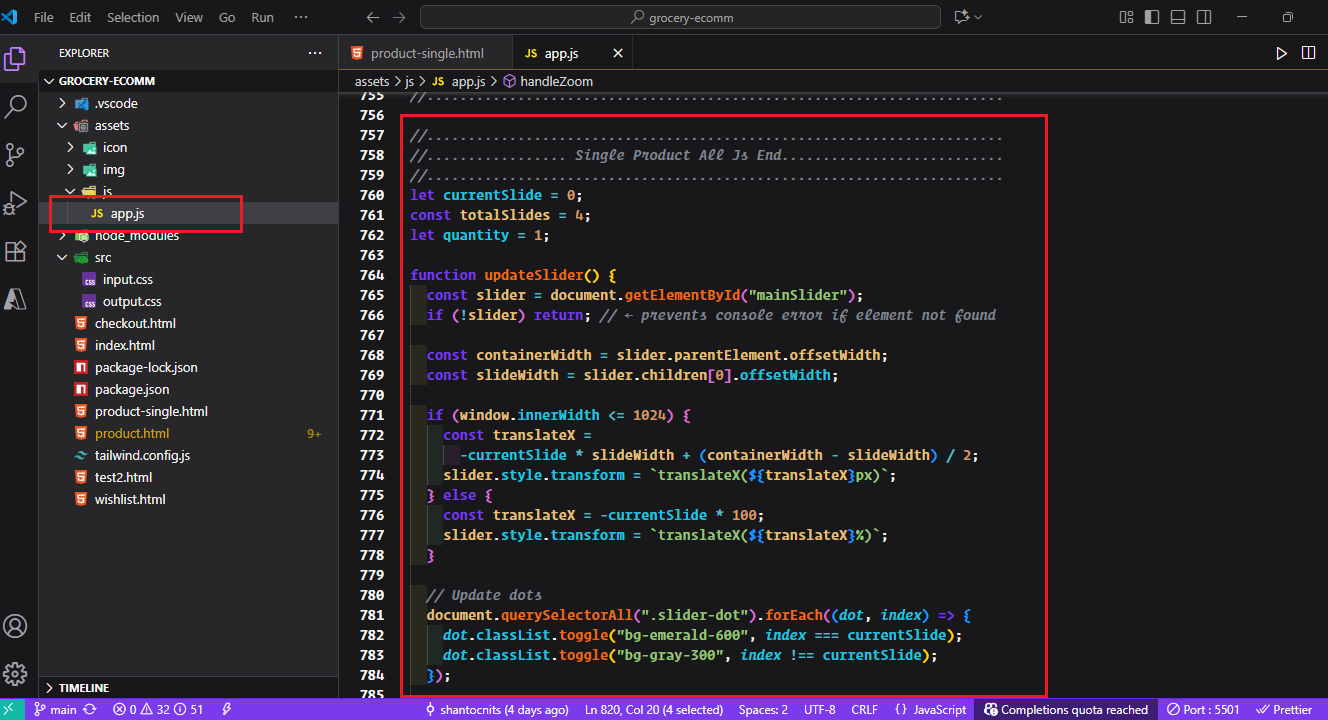 File Edit Selection View Go Run ··· grocery-ecomm
EXPLORER ···
GROCERY-ECOMM
.vscode
assets
icon
img
js
JS app.js
node_modules
src
input.css
output.css
checkout.html
index.html
package-lock.json
package.json
product-single.html
product.html 9+
tailwind.config.js
test2.html
wishlist.html
TIMELINE
product-single.html JS app.js
assets > js > JS app.js > handleZoom
755 //......................................................................
756
757 //......................................................................
758 //................. Single Product All Js End...........................
759 //......................................................................
760 let currentSlide = 0;
761 const totalSlides = 4;
762 let quantity = 1;
763
764 function updateSlider() {
765 const slider = document.getElementById("mainSlider");
766 if (!slider) return; // ← prevents console error if element not found
767
768 const containerWidth = slider.parentElement.offsetWidth;
769 const slideWidth = slider.children[0].offsetWidth;
770
771 if (window.innerWidth <= 1024) {
772 const translateX =
773 -currentSlide * slideWidth + (containerWidth - slideWidth) / 2;
774 slider.style.transform = `translateX(${translateX}px)`;
775 } else {
776 const translateX = -currentSlide * 100;
777 slider.style.transform = `translateX(${translateX}%)`;
778 }
779
780 // Update dots
781 document.querySelectorAll(".slider-dot").forEach((dot, index) => {
782 dot.classList.toggle("bg-emerald-600", index === currentSlide);
783 dot.classList.toggle("bg-gray-300", index !== currentSlide);
784 });
785
main 0 32 51 shantocnits (4 days ago) Ln 820, Col 20 (4 selected) Spaces: 2 UTF-8 CRLF {} JavaScript Completions quota reached Port : 5501 Prettier